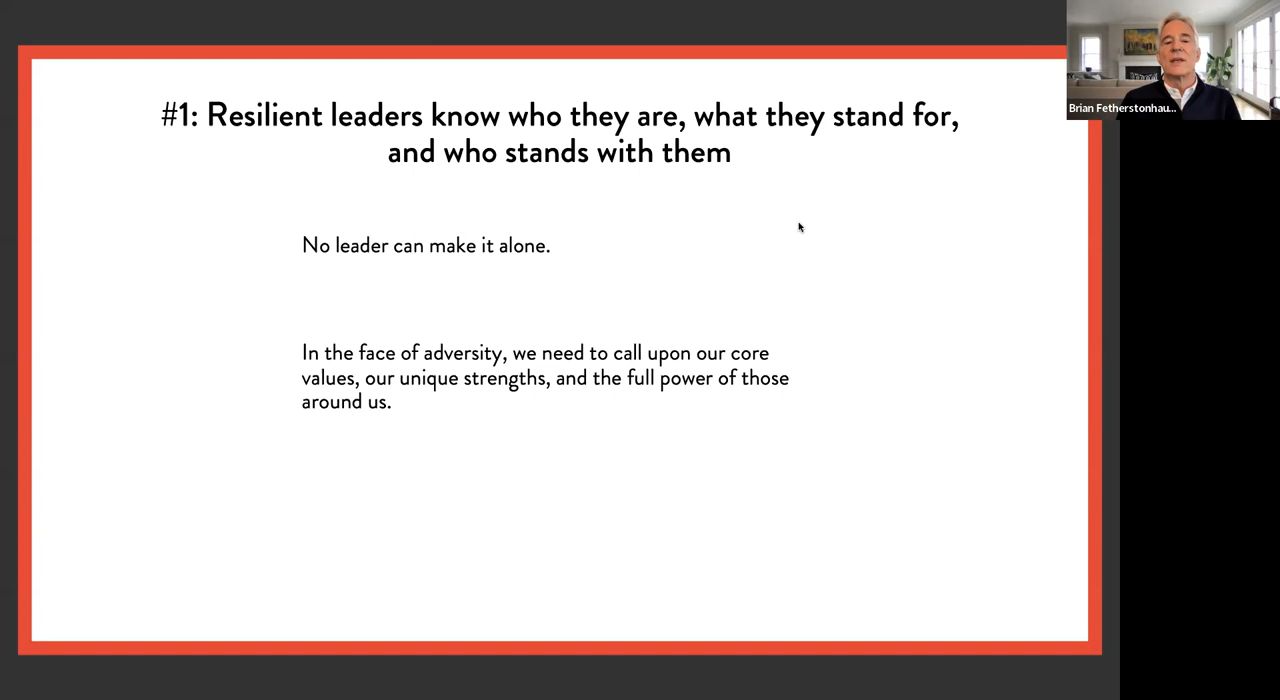 #1: Resilient leaders know who they are, what they stand for,
and who stands with them
No leader can make it alone.
In the face of adversity, we need to call upon our core
values, our unique strengths, and the full power of those
around us.
Brian Fetherstonhau...